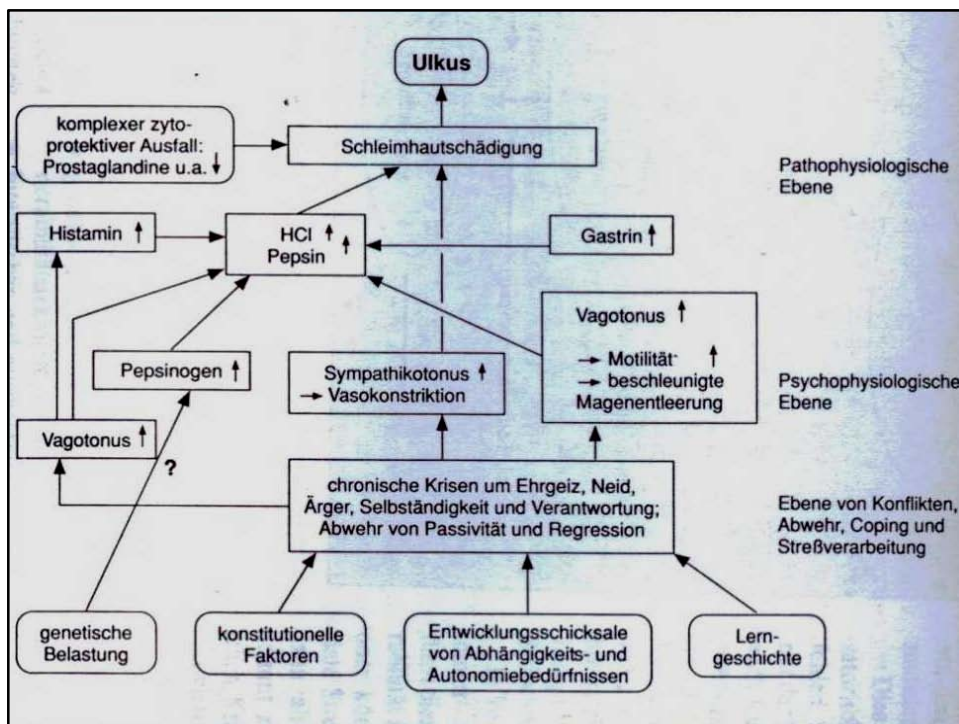 Ulkus
komplexer zyto-
protektiver Ausfall:
Prostaglandine u.a. ↓
Schleimhautschädigung
Pathophysiologische
Ebene
Histamin ↑
HCl ↑
Pepsin ↑
Gastrin ↑
Vagotonus ↑
→ Motilität ↑
→ beschleunigte
Magenentleerung
Pepsinogen ↑
Sympathikotonus ↑
→ Vasokonstriktion
Psychophysiologische
Ebene
Vagotonus ↑
?
chronische Krisen um Ehrgeiz, Neid,
Ärger, Selbständigkeit und Verantwortung;
Abwehr von Passivität und Regression
Ebene von Konflikten,
Abwehr, Coping und
Streßverarbeitung
genetische
Belastung
konstitutionelle
Faktoren
Entwicklungsschicksale
von Abhängigkeits- und
Autonomiebedürfnissen
Lern-
geschichte